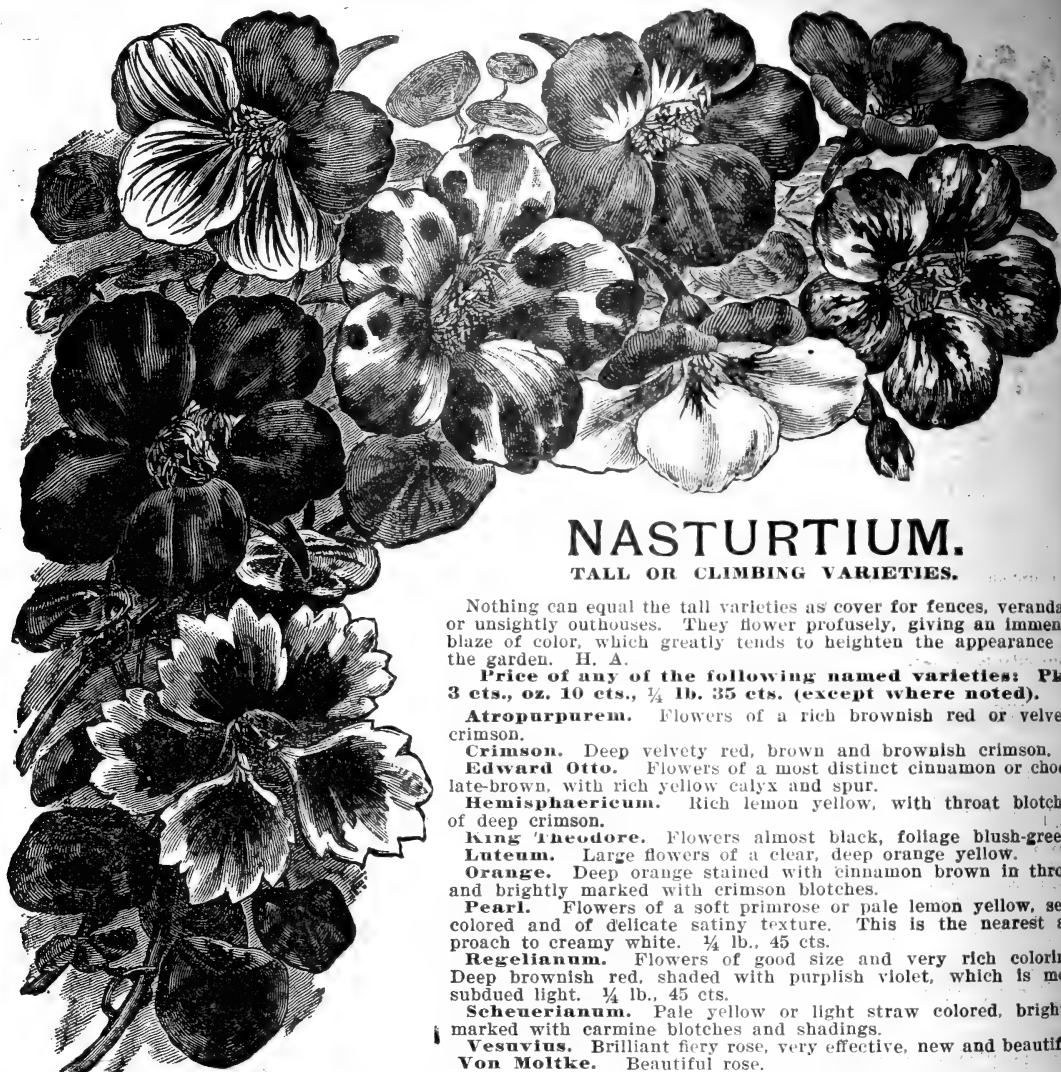 NASTURTIUM.
TALL OR CLIMBING VARIETIES.
Nothing can equal the tall varieties as cover for fences, veranda
or unsightly outhouses. They flower profusely, giving an immen
blaze of color, which greatly tends to heighten the appearance
the garden. H. A.
Price of any of the following named varieties: Pk
3 cts., oz. 10 cts., ¼ lb. 35 cts. (except where noted).
Atropurpurem. Flowers of a rich brownish red or velve
crimson.
Crimson. Deep velvety red, brown and brownish crimson.
Edward Otto. Flowers of a most distinct cinnamon or choc
late-brown, with rich yellow calyx and spur.
Hemisphaericum. Rich lemon yellow, with throat blotch
of deep crimson.
King Theodore. Flowers almost black, foliage blush-gree
Luteum. Large flowers of a clear, deep orange yellow.
Orange. Deep orange stained with cinnamon brown in thro
and brightly marked with crimson blotches.
Pearl. Flowers of a soft primrose or pale lemon yellow, se
colored and of delicate satiny texture. This is the nearest a
proach to creamy white. ¼ lb., 45 cts.
Regelianum. Flowers of good size and very rich colorin
Deep brownish red, shaded with purplish violet, which is mo
subdued light. ¼ lb., 45 cts.
Scheuerianum. Pale yellow or light straw colored, bright
marked with carmine blotches and shadings.
Vesuvius. Brilliant fiery rose, very effective, new and beautif
Von Moltke. Beautiful rose.